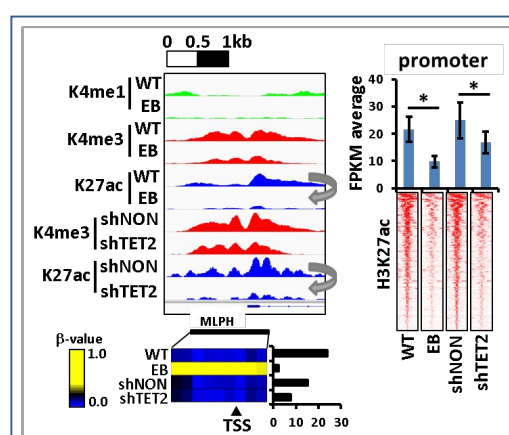 0 0.5 1kb
K4me1
WT
EB
K4me3
WT
EB
K27ac
WT
EB
K4me3
shNON
shTET2
K27ac
shNON
shTET2
MLPH
β-value
1.0
0.0
WT
EB
shNON
shTET2
TSS
0 10 20 30
promoter
FPKM average
40
30
20
10
0
*
*
H3K27ac
WT
EB
shNON
shTET2